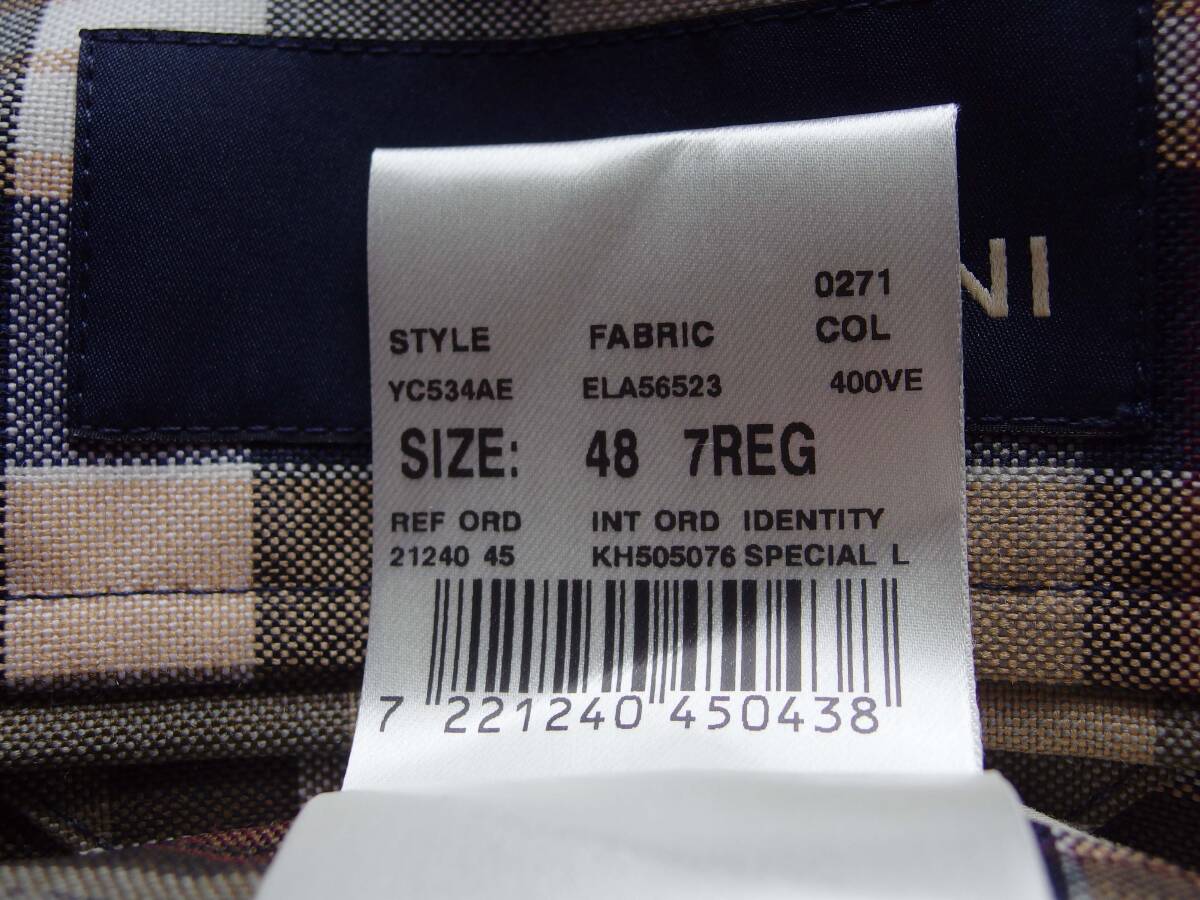 NI
0271
STYLE FABRIC COL
YC534AE ELA56523 400VE
SIZE: 48 7REG
REF ORD INT ORD IDENTITY
21240 45 KH505076 SPECIAL L
7 221240 450438